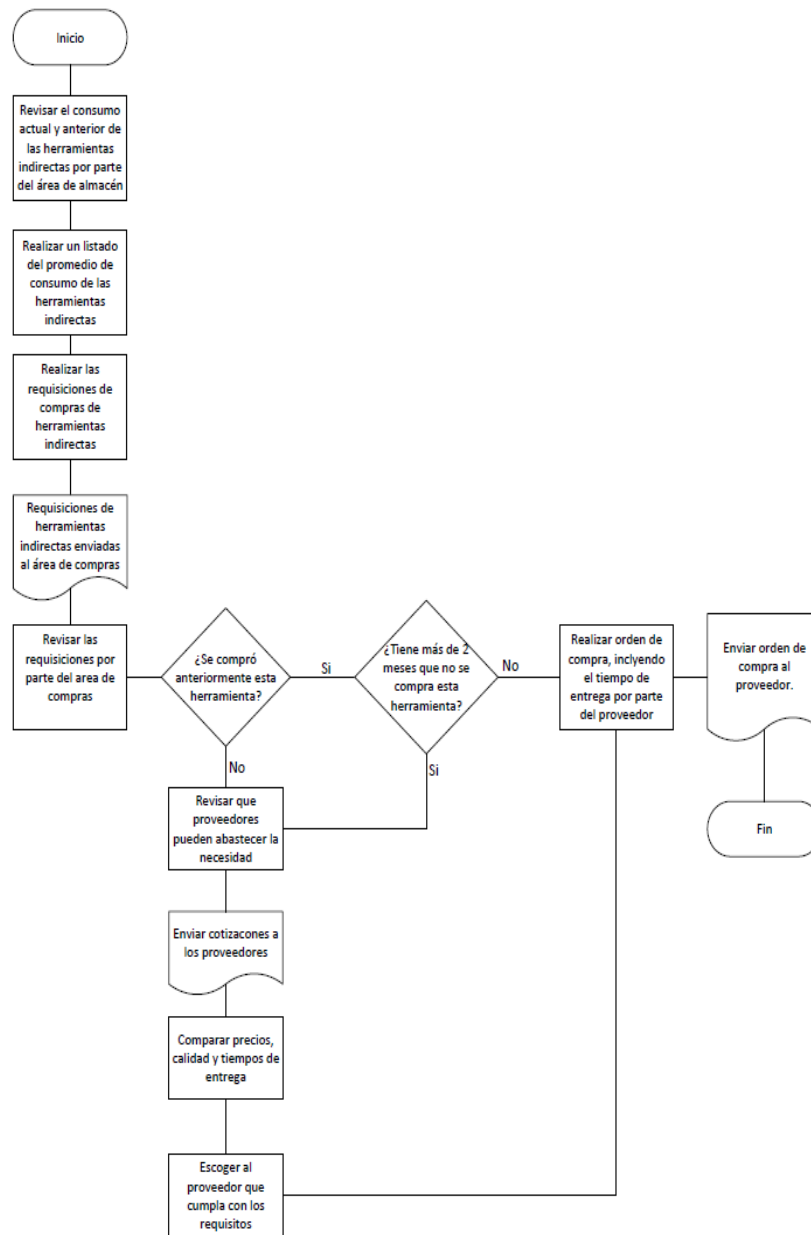 Inicio
Revisar el consumo
actual y anterior de
las herramientas
indirectas por parte
del área de almacén
Realizar un listado
del promedio de
consumo de las
herramientas
indirectas
Realizar las
requisiciones de
compras de
herramientas
indirectas
Requisiciones de
herramientas
indirectas enviadas
al área de compras
Revisar las
requisiciones por
parte del area de
compras
¿Se compró
anteriormente esta
herramienta?
Si
¿Tiene más de 2
meses que no se
compra esta
herramienta?
No
Realizar orden de
compra, inclyendo
el tiempo de
entrega por parte
del proveedor
Enviar orden de
compra al
proveedor.
No
Si
Revisar que
proveedores
pueden abastecer la
necesidad
Fin
Enviar cotizacones a
los proveedores
Comparar precios,
calidad y tiempos de
entrega
Escoger al
proveedor que
cumpla con los
requisitos